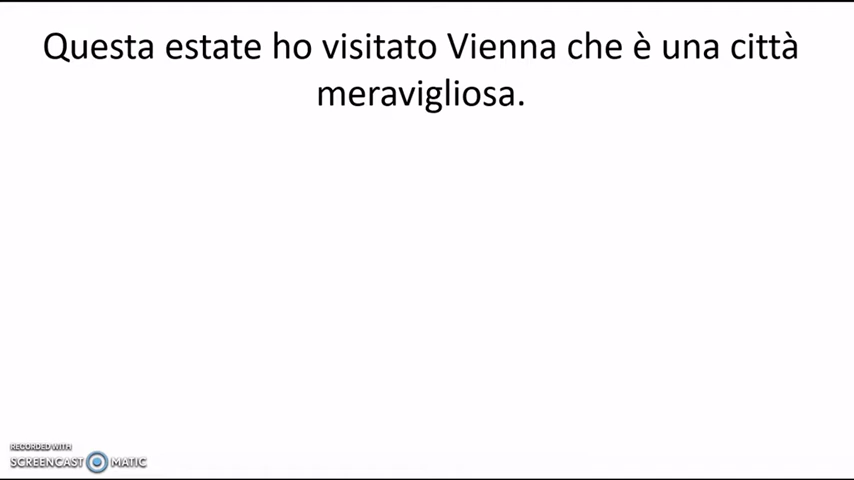 Questa estate ho visitato Vienna che è una città
meravigliosa.
RECORDED WITH
SCREENCAST MATIC